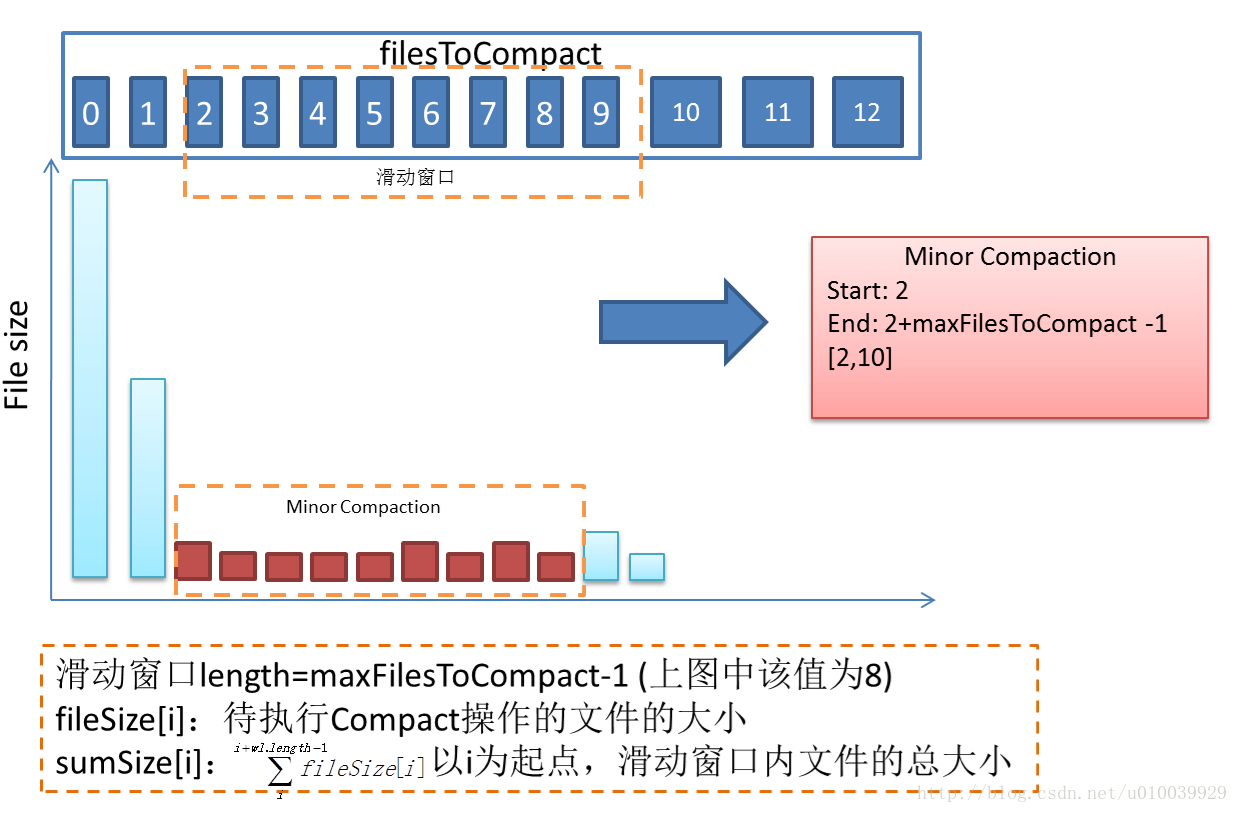 filesToCompact
0 1 2 3 4 5 6 7 8 9 10 11 12
滑动窗口
File size
Minor Compaction
Start: 2
End: 2+maxFilesToCompact -1
[2,10]
Minor Compaction
滑动窗口length=maxFilesToCompact-1 (上图中该值为8)
fileSize[i]：待执行Compact操作的文件的大小
i+wl.length-1
sumSize[i]： ∑ fileSize[i] 以i为起点，滑动窗口内文件的总大小
i
http://blog.csdn.net/u010039929